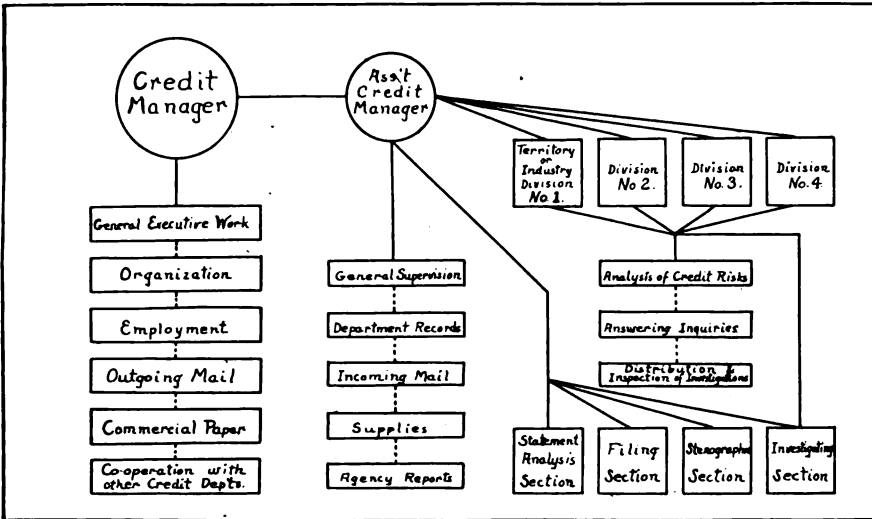 Credit
Manager
Ass't
Credit
Manager
General Executive Work
Organization
Employment
Outgoing Mail
Commercial Paper
Co-operation with
other Credit Depts.
General Supervision
Department Records
Incoming Mail
Supplies
Agency Reports
Territory
or
Industry
Division
No 1.
Division
No 2.
Division
No. 3.
Division
No. 4.
Analysis of Credit Risks
Answering Inquiries
Distribution &
Inspection of Investigations
Statement
Analysis
Section
Filing
Section
Stenographic
Section
Investigating
Section